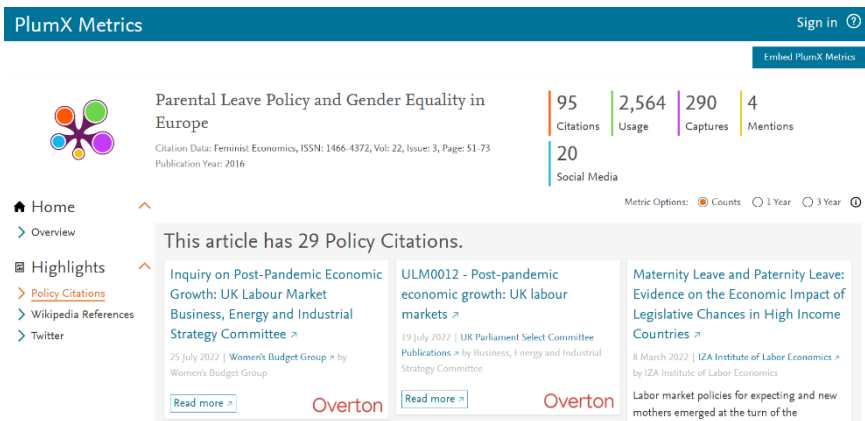 PlumX Metrics
Sign in
Embed PlumX Metrics
Parental Leave Policy and Gender Equality in
Europe
Citation Data: Feminist Economics, ISSN: 1466-4372, Vol: 22, Issue: 3, Page: 51-73
Publication Year: 2016
95
Citations
2,564
Usage
290
Captures
4
Mentions
20
Social Media
Metric Options: Counts 1 Year 3 Year
Home
Overview
Highlights
Policy Citations
Wikipedia References
Twitter
This article has 29 Policy Citations.
Inquiry on Post-Pandemic Economic
Growth: UK Labour Market
Business, Energy and Industrial
Strategy Committee
25 July 2022 | Women's Budget Group by
Women's Budget Group
Read more
Overton
ULM0012 - Post-pandemic
economic growth: UK labour
markets
19 July 2022 | UK Parliament Select Committee
Publications by Business, Energy and Industrial
Strategy Committee
Read more
Overton
Maternity Leave and Paternity Leave:
Evidence on the Economic Impact of
Legislative Chances in High Income
Countries
8 March 2022 | IZA Institute of Labor Economics
by IZA Institute of Labor Economics
Labor market policies for expecting and new
mothers emerged at the turn of the